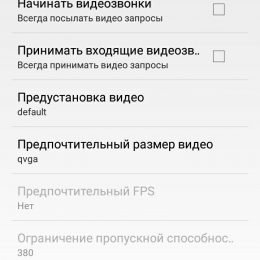 Начинать видеозвонки
Всегда посылать видео запросы
Принимать входящие видеозв..
Всегда принимать видео запросы
Предустановка видео
default
Предпочтительный размер видео
qvga
Предпочтительный FPS
Нет
Ограничение пропускной способнос..
380